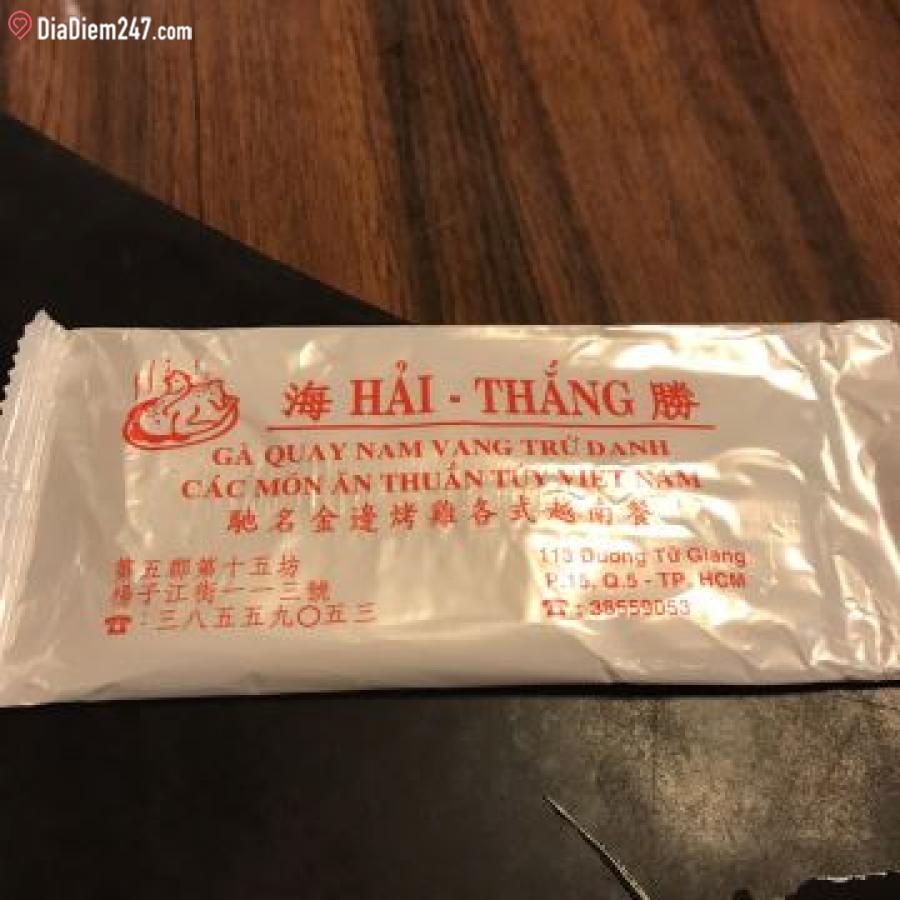 DiaDiem247.com
海 HẢI - THẮNG 勝
GÀ QUAY NAM VANG TRỨ DANH
CÁC MÓN ĂN THUẦN TÚY VIỆT NAM
馳名金邊烤雞各式越南餐
第五郡第十五坊
楊子江街一一三號
☎ : 三八五五九〇五三
113 Đường Tử Giang
P.15, Q.5 - TP. HCM
☎ : 38559053